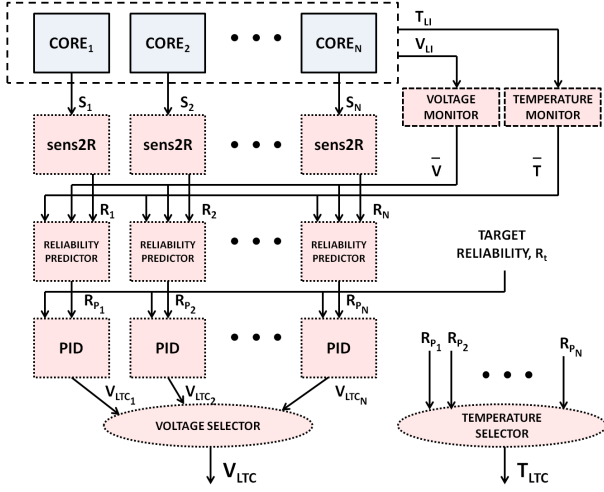 CORE1 CORE2 COREN
TLI
VLI
S1 S2 SN
VOLTAGE MONITOR
TEMPERATURE MONITOR
sens2R sens2R sens2R
V̅ T̅
R1 R2 RN
RELIABILITY PREDICTOR
RELIABILITY PREDICTOR
RELIABILITY PREDICTOR
TARGET
RELIABILITY, Rt
RP1 RP2 RPN
PID PID PID
RP1 RP2 RPN
VLTC1 VLTC2 VLTCN
VOLTAGE SELECTOR
TEMPERATURE
SELECTOR
VLTC TLTC